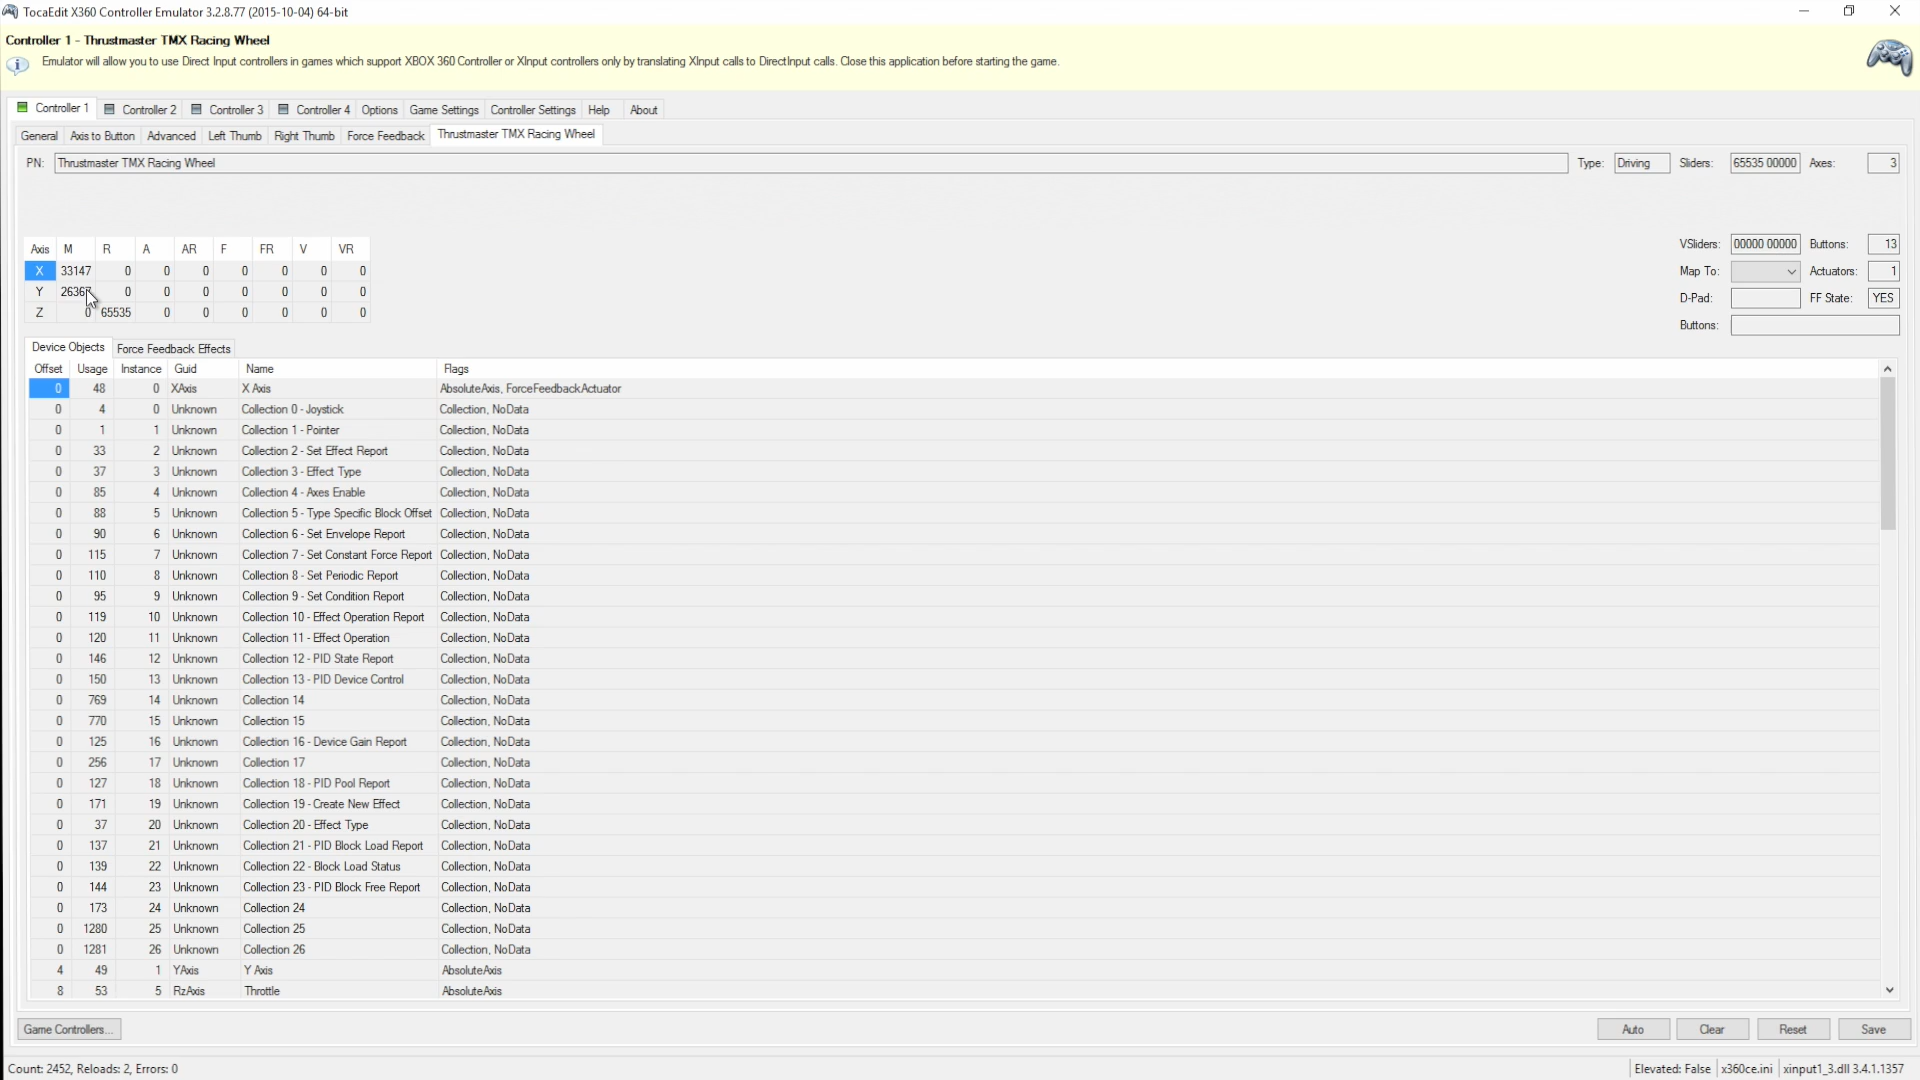 TocaEdit X360 Controller Emulator 3.2.8.77 (2015-10-04) 64-bit
Controller 1 - Thrustmaster TMX Racing Wheel
Emulator will allow you to use Direct Input controllers in games which support XBOX 360 Controller or XInput controllers only by translating XInput calls to DirectInput calls. Close this application before starting the game.
Controller 1 Controller 2 Controller 3 Controller 4 Options Game Settings Controller Settings Help About
General Axis to Button Advanced Left Thumb Right Thumb Force Feedback Thrustmaster TMX Racing Wheel
PN: Thrustmaster TMX Racing Wheel Type: Driving Sliders: 65535 00000 Axes: 3
VSliders: 00000 00000 Buttons: 13
Axis M R A AR F FR V VR
X 33147 0 0 0 0 0 0 0 Map To: Actuators: 1
Y 26367 0 0 0 0 0 0 0 D-Pad: FF State: YES
Z 0 65535 0 0 0 0 0 0 Buttons:
Device Objects Force Feedback Effects
Offset Usage Instance Guid Name Flags
0 48 0 XAxis X Axis AbsoluteAxis, ForceFeedbackActuator
0 4 0 Unknown Collection 0 - Joystick Collection, NoData
0 1 1 Unknown Collection 1 - Pointer Collection, NoData
0 33 2 Unknown Collection 2 - Set Effect Report Collection, NoData
0 37 3 Unknown Collection 3 - Effect Type Collection, NoData
0 85 4 Unknown Collection 4 - Axes Enable Collection, NoData
0 88 5 Unknown Collection 5 - Type Specific Block Offset Collection, NoData
0 90 6 Unknown Collection 6 - Set Envelope Report Collection, NoData
0 115 7 Unknown Collection 7 - Set Constant Force Report Collection, NoData
0 110 8 Unknown Collection 8 - Set Periodic Report Collection, NoData
0 95 9 Unknown Collection 9 - Set Condition Report Collection, NoData
0 119 10 Unknown Collection 10 - Effect Operation Report Collection, NoData
0 120 11 Unknown Collection 11 - Effect Operation Collection, NoData
0 146 12 Unknown Collection 12 - PID State Report Collection, NoData
0 150 13 Unknown Collection 13 - PID Device Control Collection, NoData
0 769 14 Unknown Collection 14 Collection, NoData
0 770 15 Unknown Collection 15 Collection, NoData
0 125 16 Unknown Collection 16 - Device Gain Report Collection, NoData
0 256 17 Unknown Collection 17 Collection, NoData
0 127 18 Unknown Collection 18 - PID Pool Report Collection, NoData
0 171 19 Unknown Collection 19 - Create New Effect Collection, NoData
0 37 20 Unknown Collection 20 - Effect Type Collection, NoData
0 137 21 Unknown Collection 21 - PID Block Load Report Collection, NoData
0 139 22 Unknown Collection 22 - Block Load Status Collection, NoData
0 144 23 Unknown Collection 23 - PID Block Free Report Collection, NoData
0 173 24 Unknown Collection 24 Collection, NoData
0 1280 25 Unknown Collection 25 Collection, NoData
0 1281 26 Unknown Collection 26 Collection, NoData
4 49 1 YAxis Y Axis AbsoluteAxis
8 53 5 RzAxis Throttle AbsoluteAxis
Game Controllers... Auto Clear Reset Save
Count: 2452, Reloads: 2, Errors: 0 Elevated: False x360ce.ini xinput1_3.dll 3.4.1.1357